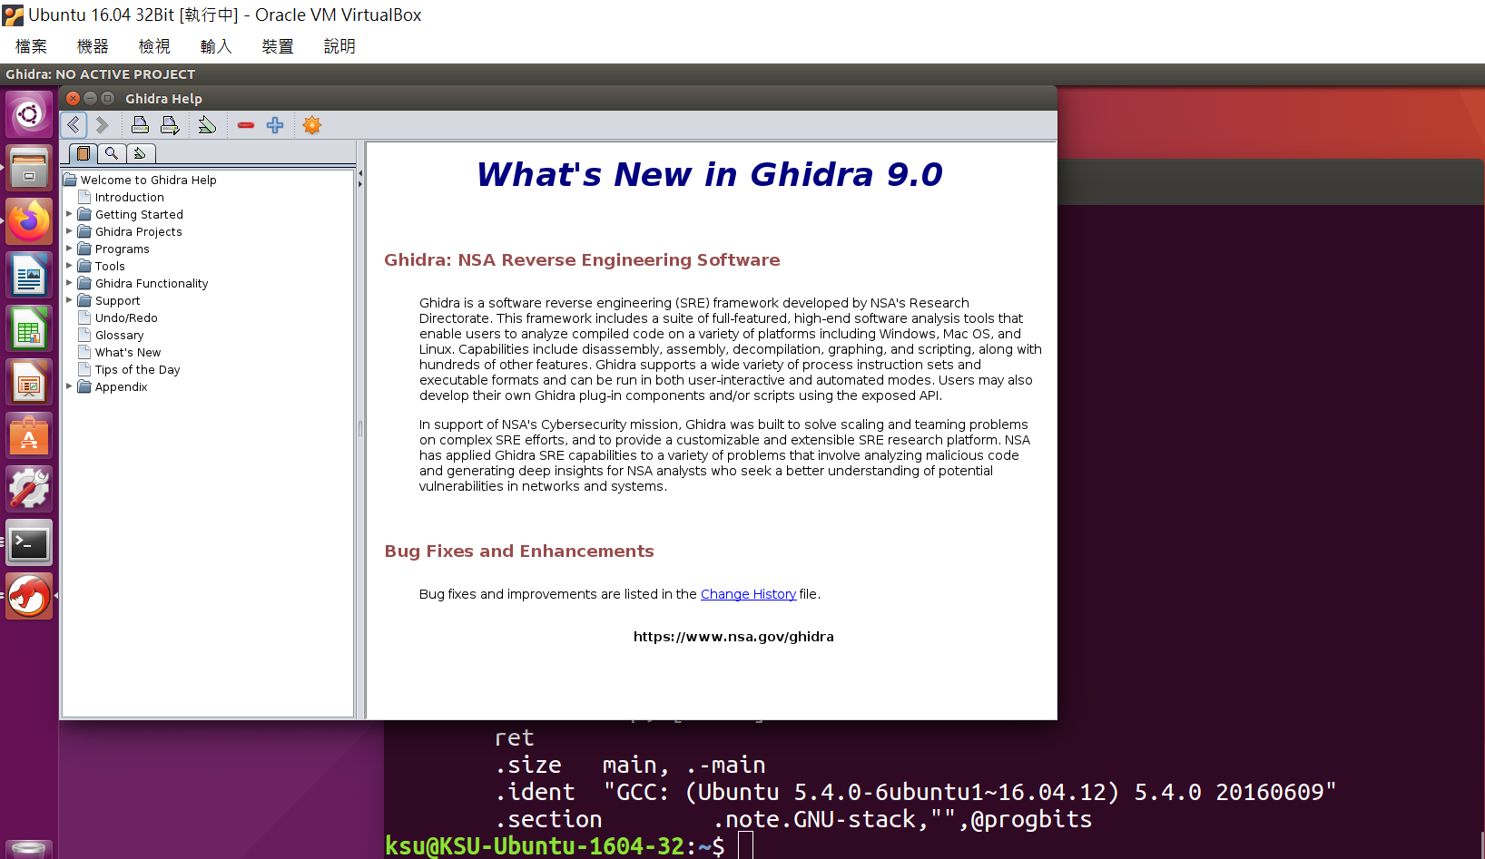 Ubuntu 16.04 32Bit [執行中] - Oracle VM VirtualBox
檔案 機器 檢視 輸入 裝置 說明
Ghidra: NO ACTIVE PROJECT
Ghidra Help
Welcome to Ghidra Help
Introduction
Getting Started
Ghidra Projects
Programs
Tools
Ghidra Functionality
Support
Undo/Redo
Glossary
What's New
Tips of the Day
Appendix
What's New in Ghidra 9.0
Ghidra: NSA Reverse Engineering Software
Ghidra is a software reverse engineering (SRE) framework developed by NSA's Research
Directorate. This framework includes a suite of full-featured, high-end software analysis tools that
enable users to analyze compiled code on a variety of platforms including Windows, Mac OS, and
Linux. Capabilities include disassembly, assembly, decompilation, graphing, and scripting, along with
hundreds of other features. Ghidra supports a wide variety of process instruction sets and
executable formats and can be run in both user-interactive and automated modes. Users may also
develop their own Ghidra plug-in components and/or scripts using the exposed API.
In support of NSA's Cybersecurity mission, Ghidra was built to solve scaling and teaming problems
on complex SRE efforts, and to provide a customizable and extensible SRE research platform. NSA
has applied Ghidra SRE capabilities to a variety of problems that involve analyzing malicious code
and generating deep insights for NSA analysts who seek a better understanding of potential
vulnerabilities in networks and systems.
Bug Fixes and Enhancements
Bug fixes and improvements are listed in the Change History file.
https://www.nsa.gov/ghidra
ret
.size main, .-main
.ident "GCC: (Ubuntu 5.4.0-6ubuntu1~16.04.12) 5.4.0 20160609"
.section .note.GNU-stack,"",@progbits
ksu@KSU-Ubuntu-1604-32:~$